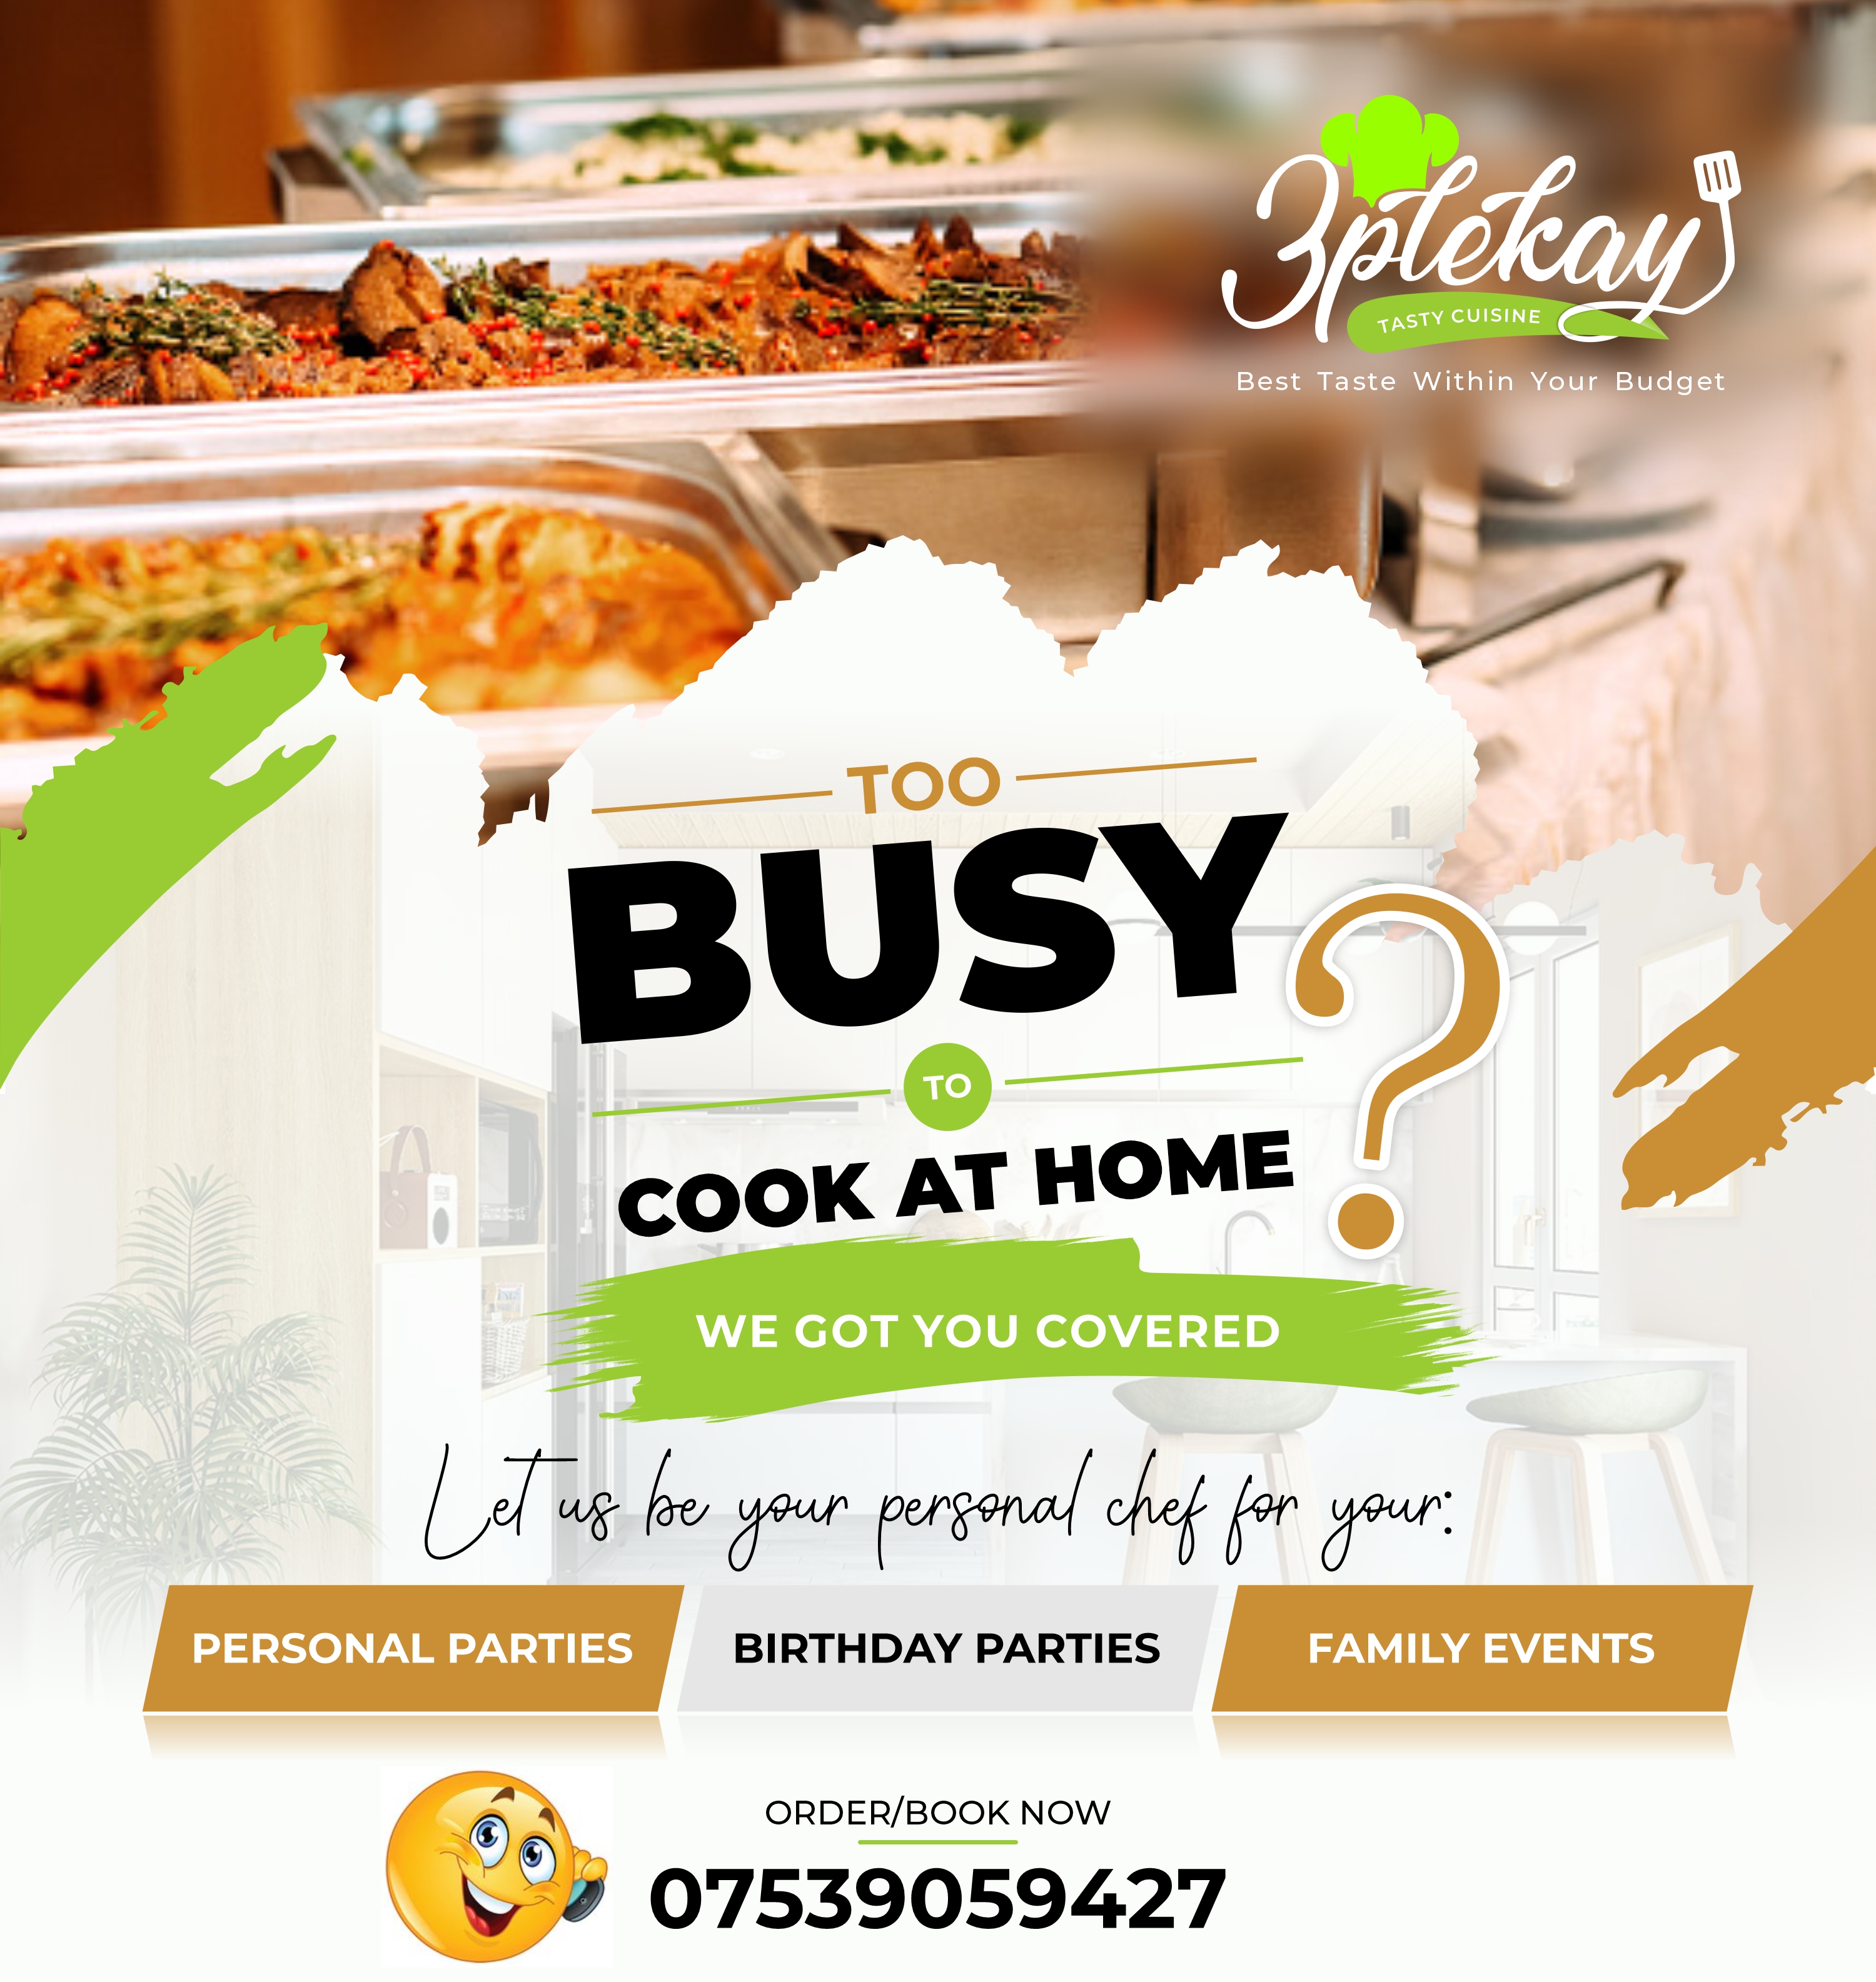 3plekay
TASTY CUISINE
Best Taste Within Your Budget
TOO
BUSY
TO
COOK AT HOME
?
WE GOT YOU COVERED
Let us be your personal chef for your:
PERSONAL PARTIES
BIRTHDAY PARTIES
FAMILY EVENTS
ORDER/BOOK NOW
07539059427